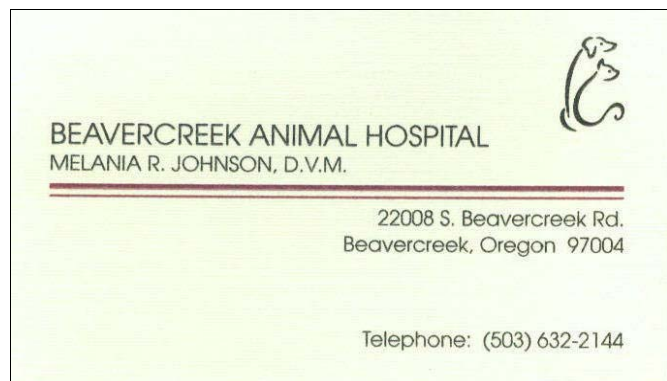 BEAVERCREEK ANIMAL HOSPITAL
MELANIA R. JOHNSON, D.V.M.
22008 S. Beavercreek Rd.
Beavercreek, Oregon 97004
Telephone: (503) 632-2144